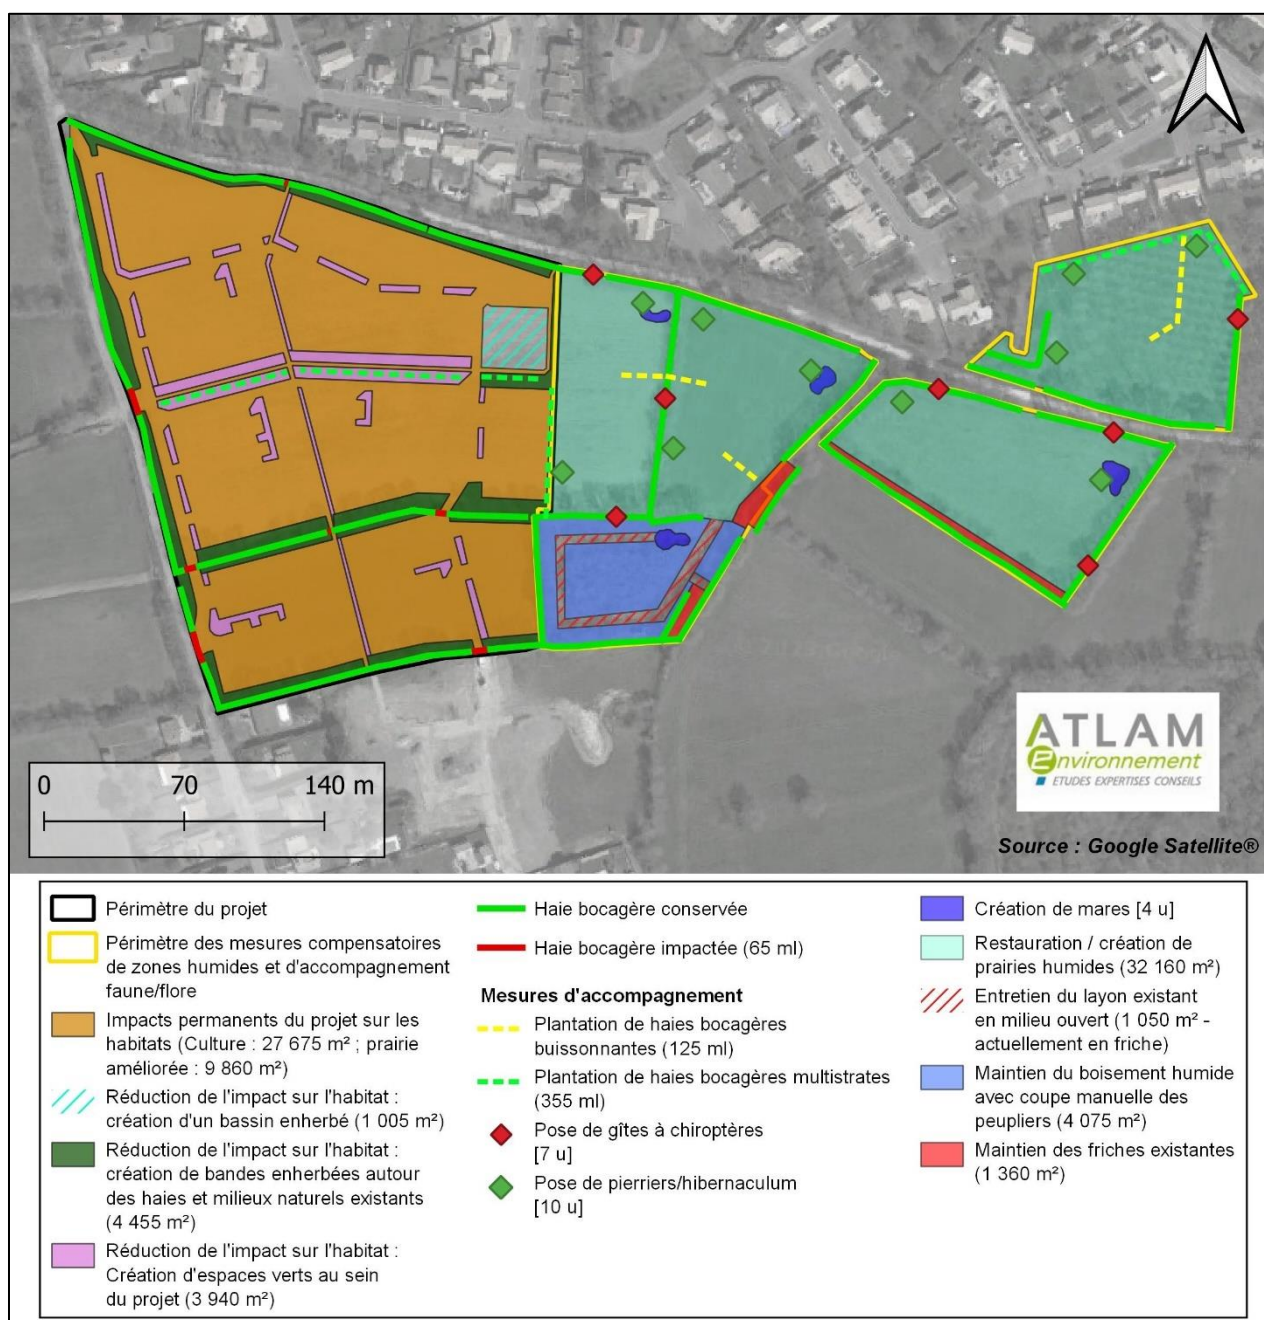 0 70 140 m
ATLAM
environnement
ETUDES EXPERTISES CONSEILS
Source : Google Satellite®
Périmètre du projet
Périmètre des mesures compensatoires
de zones humides et d'accompagnement
faune/flore
Impacts permanents du projet sur les
habitats (Culture : 27 675 m² ; prairie
améliorée : 9 860 m²)
Réduction de l'impact sur l'habitat :
création d'un bassin enherbé (1 005 m²)
Réduction de l'impact sur l'habitat :
création de bandes enherbées autour
des haies et milieux naturels existants
(4 455 m²)
Réduction de l'impact sur l'habitat :
Création d'espaces verts au sein
du projet (3 940 m²)
Haie bocagère conservée
Haie bocagère impactée (65 ml)
Mesures d'accompagnement
Plantation de haies bocagères
buissonnantes (125 ml)
Plantation de haies bocagères multistrates
(355 ml)
Pose de gîtes à chiroptères
[7 u]
Pose de pierriers/hibernaculum
[10 u]
Création de mares [4 u]
Restauration / création de
prairies humides (32 160 m²)
Entretien du layon existant
en milieu ouvert (1 050 m² -
actuellement en friche)
Maintien du boisement humide
avec coupe manuelle des
peupliers (4 075 m²)
Maintien des friches existantes
(1 360 m²)